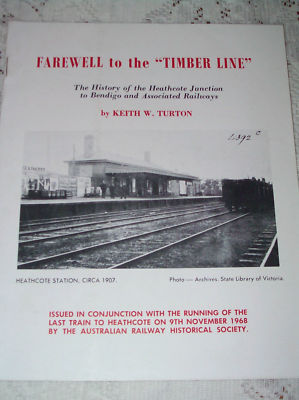 FAREWELL to the "TIMBER LINE"
The History of the Heathcote Junction
to Bendigo and Associated Railways
by KEITH W. TURTON
HEATHCOTE STATION, CIRCA 1907.
Photo — Archives, State Library of Victoria.
ISSUED IN CONJUNCTION WITH THE RUNNING OF THE
LAST TRAIN TO HEATHCOTE ON 9TH NOVEMBER 1968
BY THE AUSTRALIAN RAILWAY HISTORICAL SOCIETY.